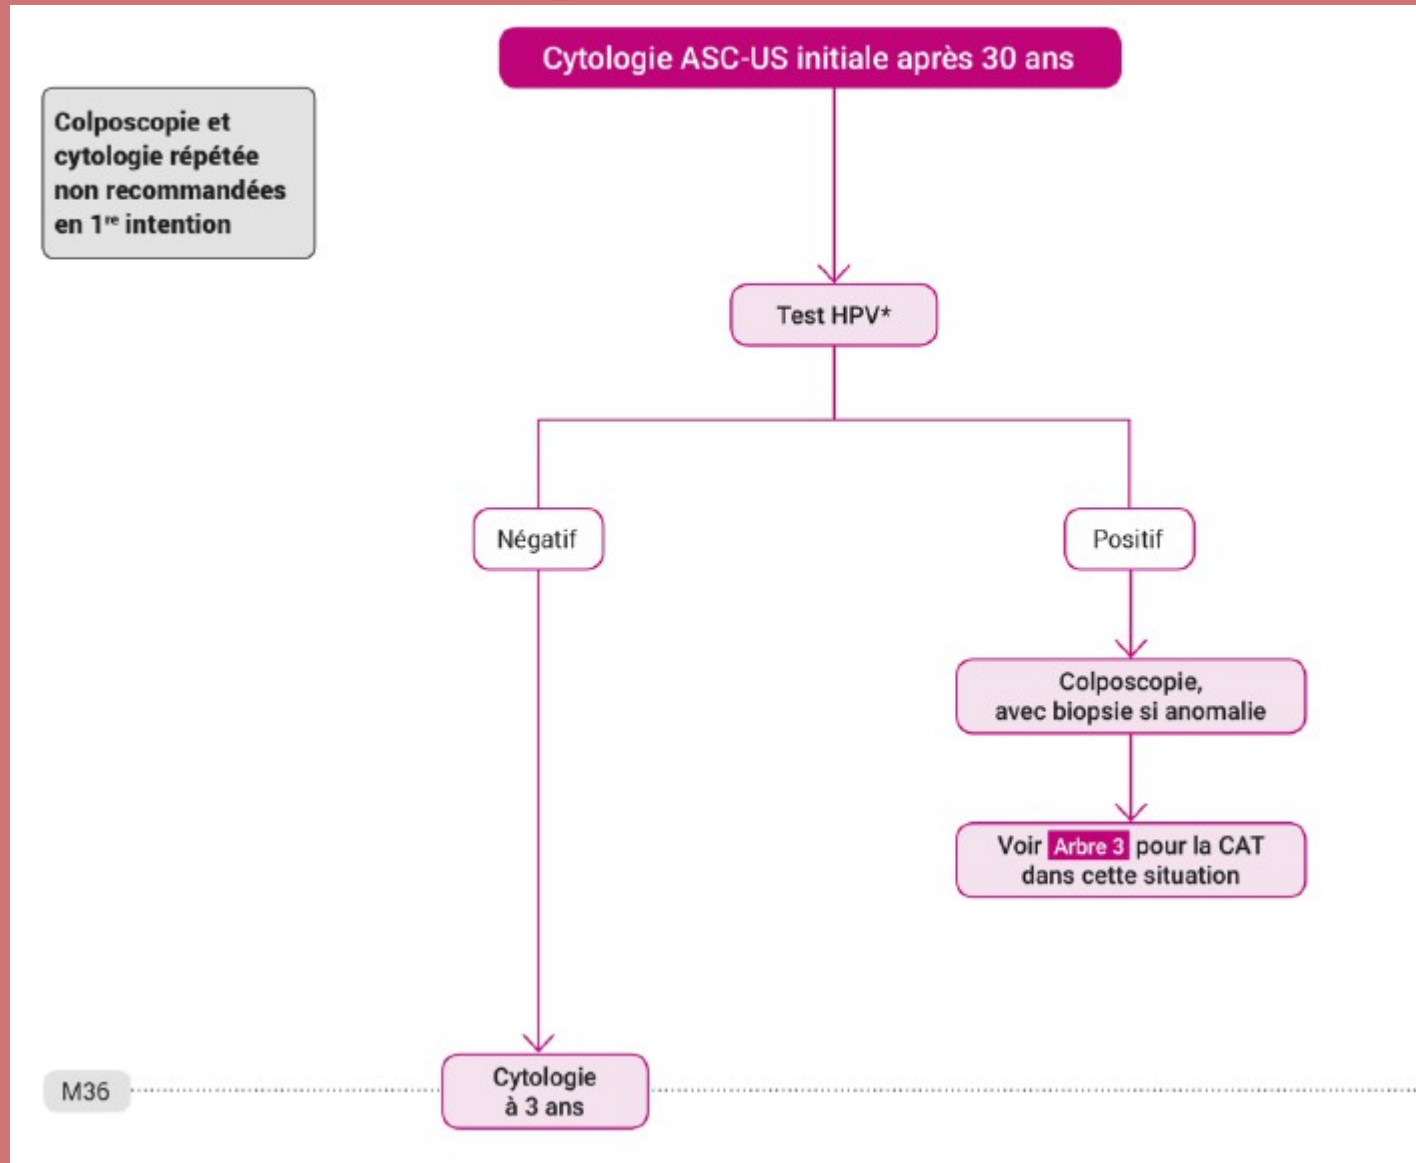 Cytologie ASC-US initiale après 30 ans
Colposcopie et
cytologie répétée
non recommandées
en 1re intention
Test HPV*
Négatif
Positif
Colposcopie,
avec biopsie si anomalie
Voir Arbre 3 pour la CAT
dans cette situation
M36
Cytologie
à 3 ans